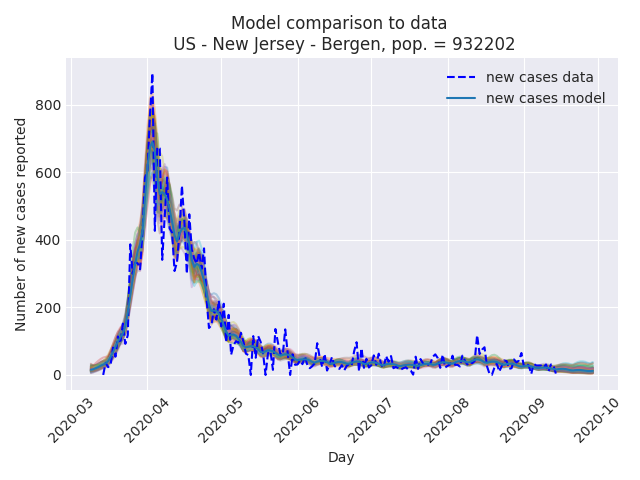 Model comparison to data
US - New Jersey - Bergen, pop. = 932202
new cases data
new cases model
Number of new cases reported
800
600
400
200
0
2020-03
2020-04
2020-05
2020-06
2020-07
2020-08
2020-09
2020-10
Day